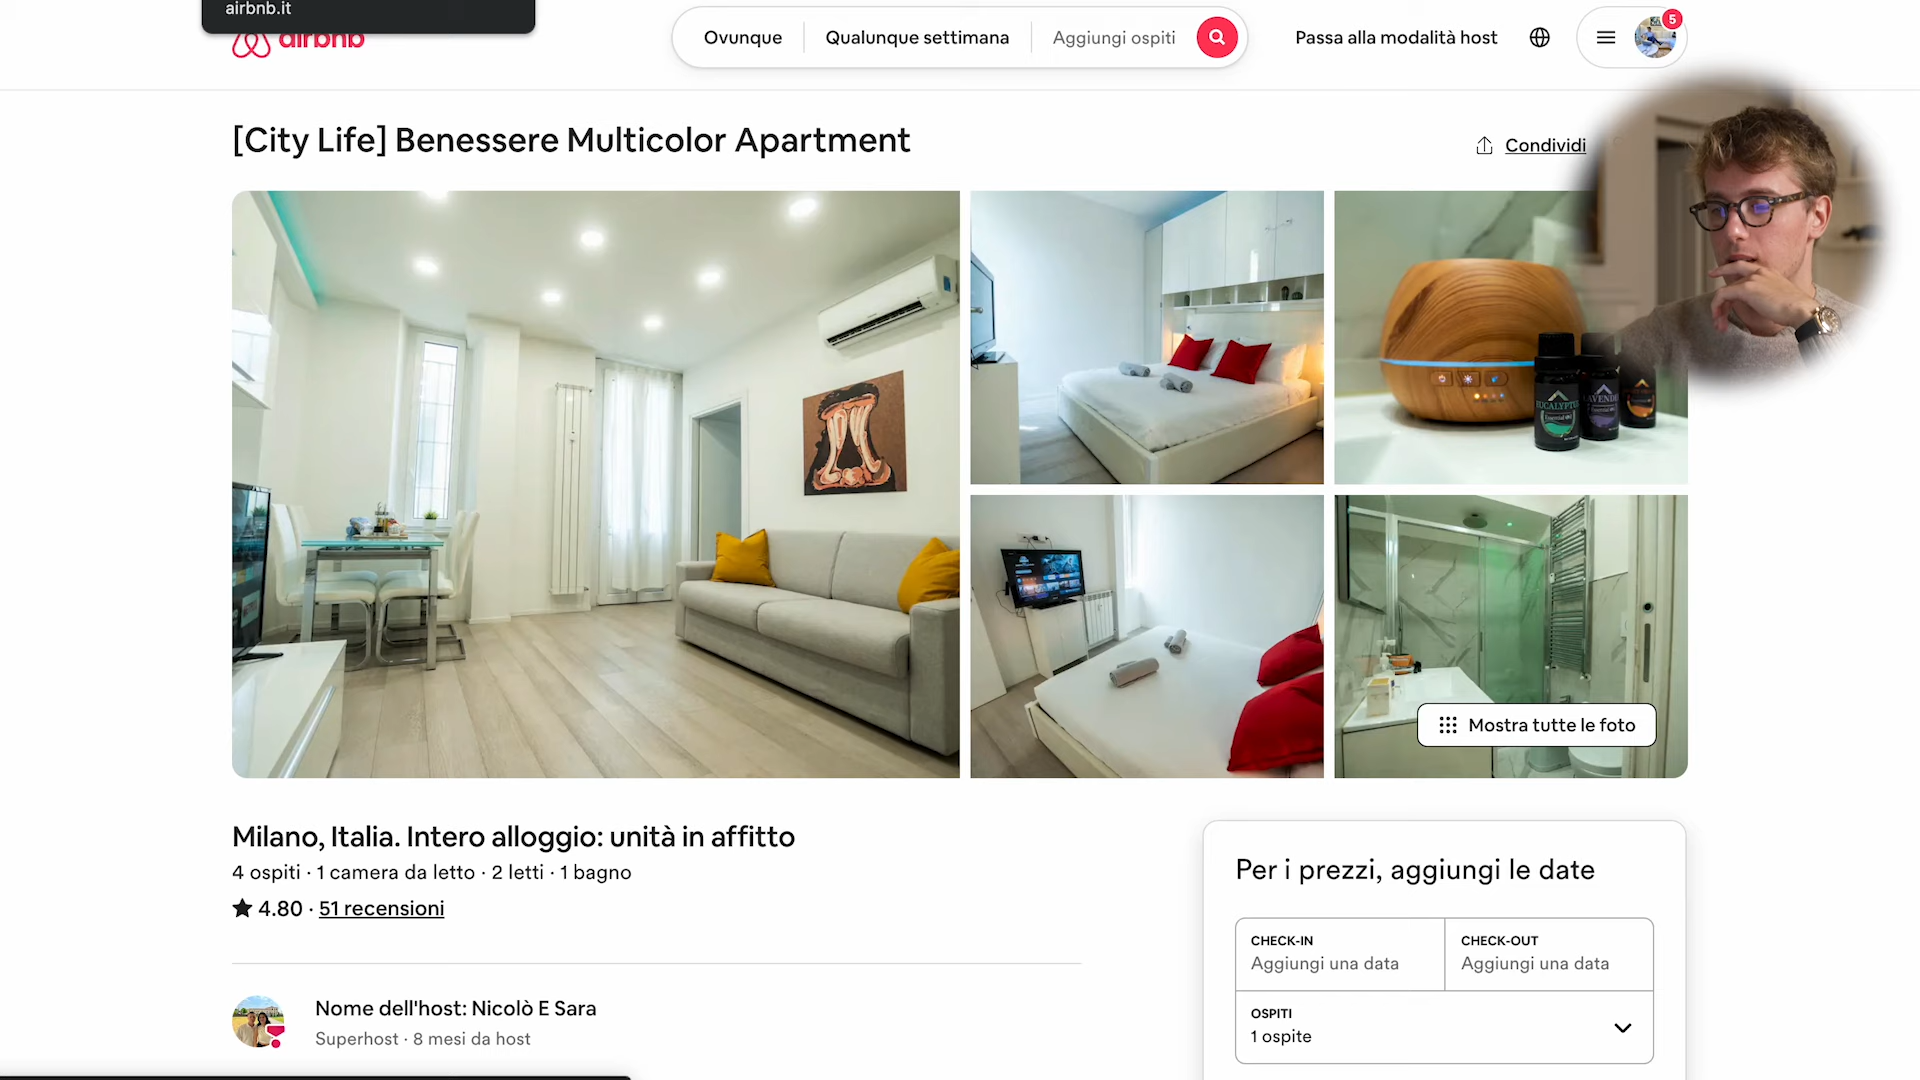 airbnb.it
airbnb
Ovunque
Qualunque settimana
Aggiungi ospiti
Passa alla modalità host
5
[City Life] Benessere Multicolor Apartment
Condividi
EUCALYPTUS
LAVENDER
Mostra tutte le foto
Milano, Italia. Intero alloggio: unità in affitto
4 ospiti · 1 camera da letto · 2 letti · 1 bagno
4.80 · 51 recensioni
Per i prezzi, aggiungi le date
CHECK-IN
Aggiungi una data
CHECK-OUT
Aggiungi una data
OSPITI
1 ospite
Nome dell'host: Nicolò E Sara
Superhost · 8 mesi da host